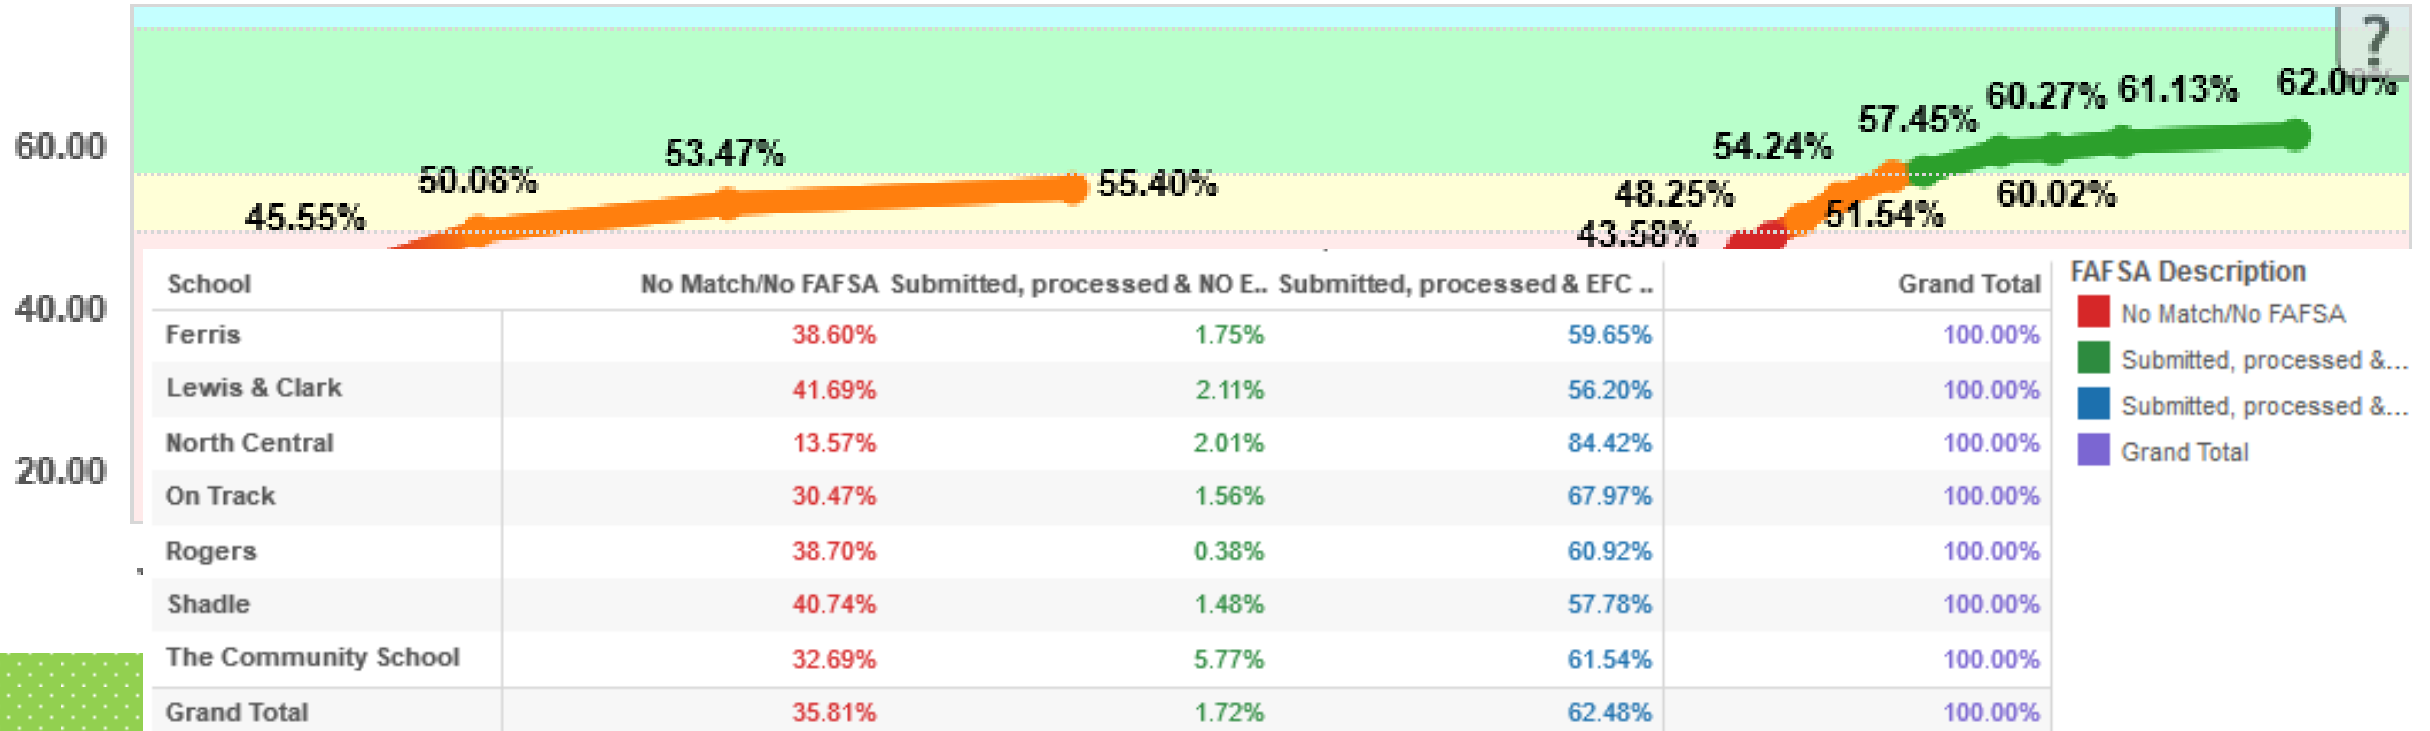 ?
62.00%
60.27% 61.13%
57.45%
54.24%
60.00
53.47%
50.08%
55.40%
48.25%
60.02%
45.55%
51.54%
43.58%
40.00
20.00
School No Match/No FAFSA Submitted, processed & NO E.. Submitted, processed & EFC .. Grand Total
Ferris 38.60% 1.75% 59.65% 100.00%
Lewis & Clark 41.69% 2.11% 56.20% 100.00%
North Central 13.57% 2.01% 84.42% 100.00%
On Track 30.47% 1.56% 67.97% 100.00%
Rogers 38.70% 0.38% 60.92% 100.00%
Shadle 40.74% 1.48% 57.78% 100.00%
The Community School 32.69% 5.77% 61.54% 100.00%
Grand Total 35.81% 1.72% 62.48% 100.00%
FAFSA Description
No Match/No FAFSA
Submitted, processed &...
Submitted, processed &...
Grand Total